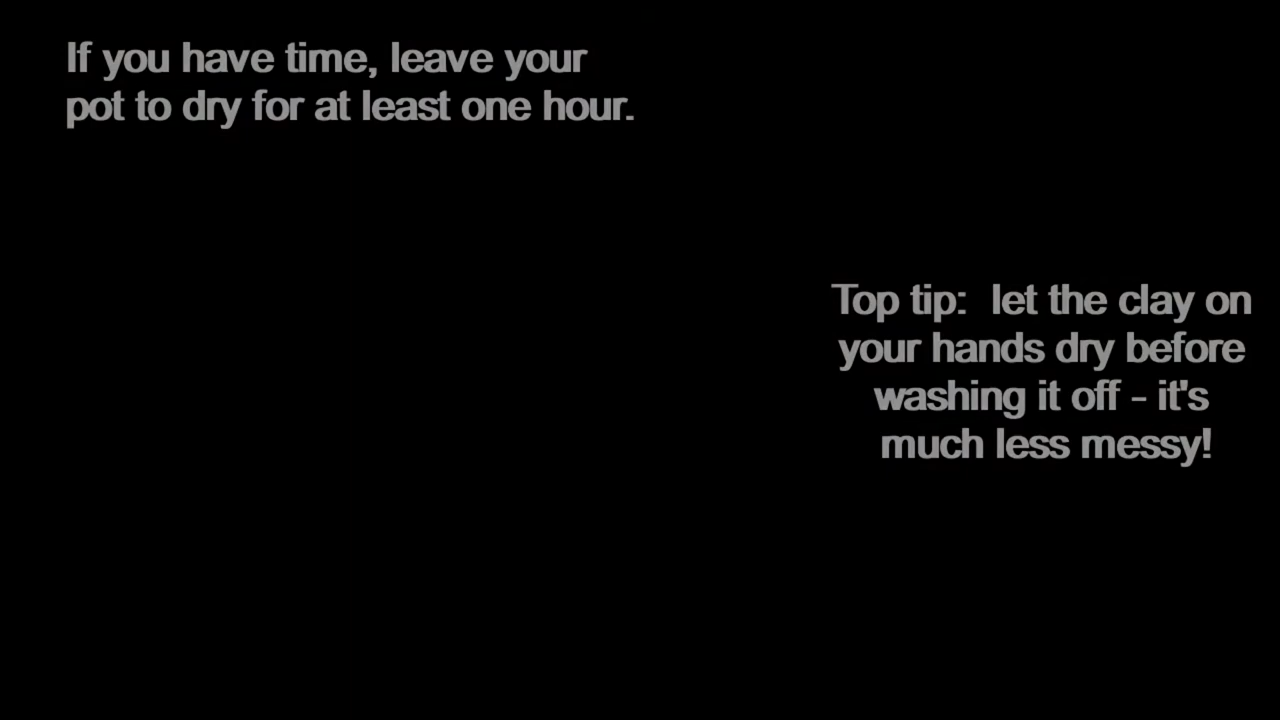 If you have time, leave your
pot to dry for at least one hour.
Top tip:  let the clay on
your hands dry before
washing it off - it's
much less messy!